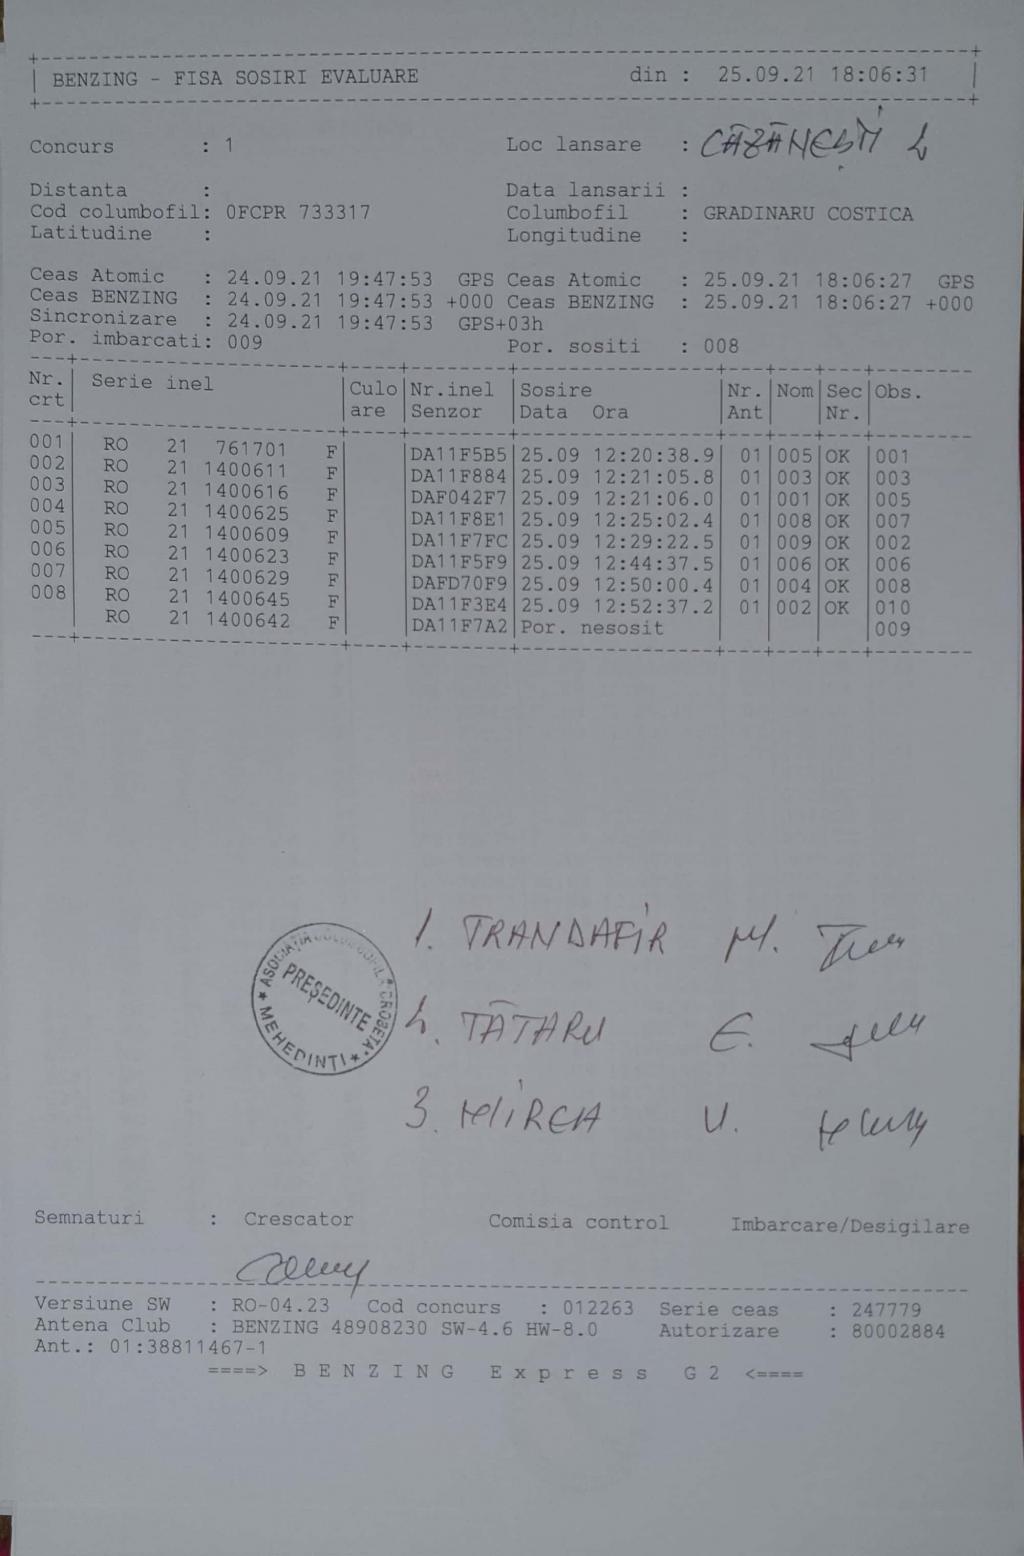 BENZING - FISA SOSIRI EVALUARE din : 25.09.21 18:06:31
Concurs : 1 Loc lansare : CĂZĂNEȘTI 2
Distanta : Data lansarii :
Cod columbofil: 0FCPR 733317 Columbofil : GRADINARU COSTICA
Latitudine : Longitudine :
Ceas Atomic : 24.09.21 19:47:53 GPS Ceas Atomic : 25.09.21 18:06:27 GPS
Ceas BENZING : 24.09.21 19:47:53 +000 Ceas BENZING : 25.09.21 18:06:27 +000
Sincronizare : 24.09.21 19:47:53 GPS+03h
Por. imbarcati: 009 Por. sositi : 008
Nr. Serie inel Culo Nr.inel Sosire Nr. Nom Sec Obs.
crt are Senzor Data Ora Ant Nr.
001 RO 21 761701 F DA11F5B5 25.09 12:20:38.9 01 005 OK 001
002 RO 21 1400611 F DA11F884 25.09 12:21:05.8 01 003 OK 003
003 RO 21 1400616 F DAF042F7 25.09 12:21:06.0 01 001 OK 005
004 RO 21 1400625 F DA11F8E1 25.09 12:25:02.4 01 008 OK 007
005 RO 21 1400609 F DA11F7FC 25.09 12:29:22.5 01 009 OK 002
006 RO 21 1400623 F DA11F5F9 25.09 12:44:37.5 01 006 OK 006
007 RO 21 1400629 F DAFD70F9 25.09 12:50:00.4 01 004 OK 008
008 RO 21 1400645 F DA11F3E4 25.09 12:52:37.2 01 002 OK 010
RO 21 1400642 F DA11F7A2 Por. nesosit 009
1. TRANDAFIR M.
2. TĂTARU E.
3. MIRCEA V.
ASOCIAȚIA COLUMBOFILĂ DROBETA
PREȘEDINTE
MEHEDINTI
Semnaturi : Crescator Comisia control Imbarcare/Desigilare
Versiune SW : RO-04.23 Cod concurs : 012263 Serie ceas : 247779
Antena Club : BENZING 48908230 SW-4.6 HW-8.0 Autorizare : 80002884
Ant.: 01:38811467-1
====> B E N Z I N G E x p r e s s G 2 <====